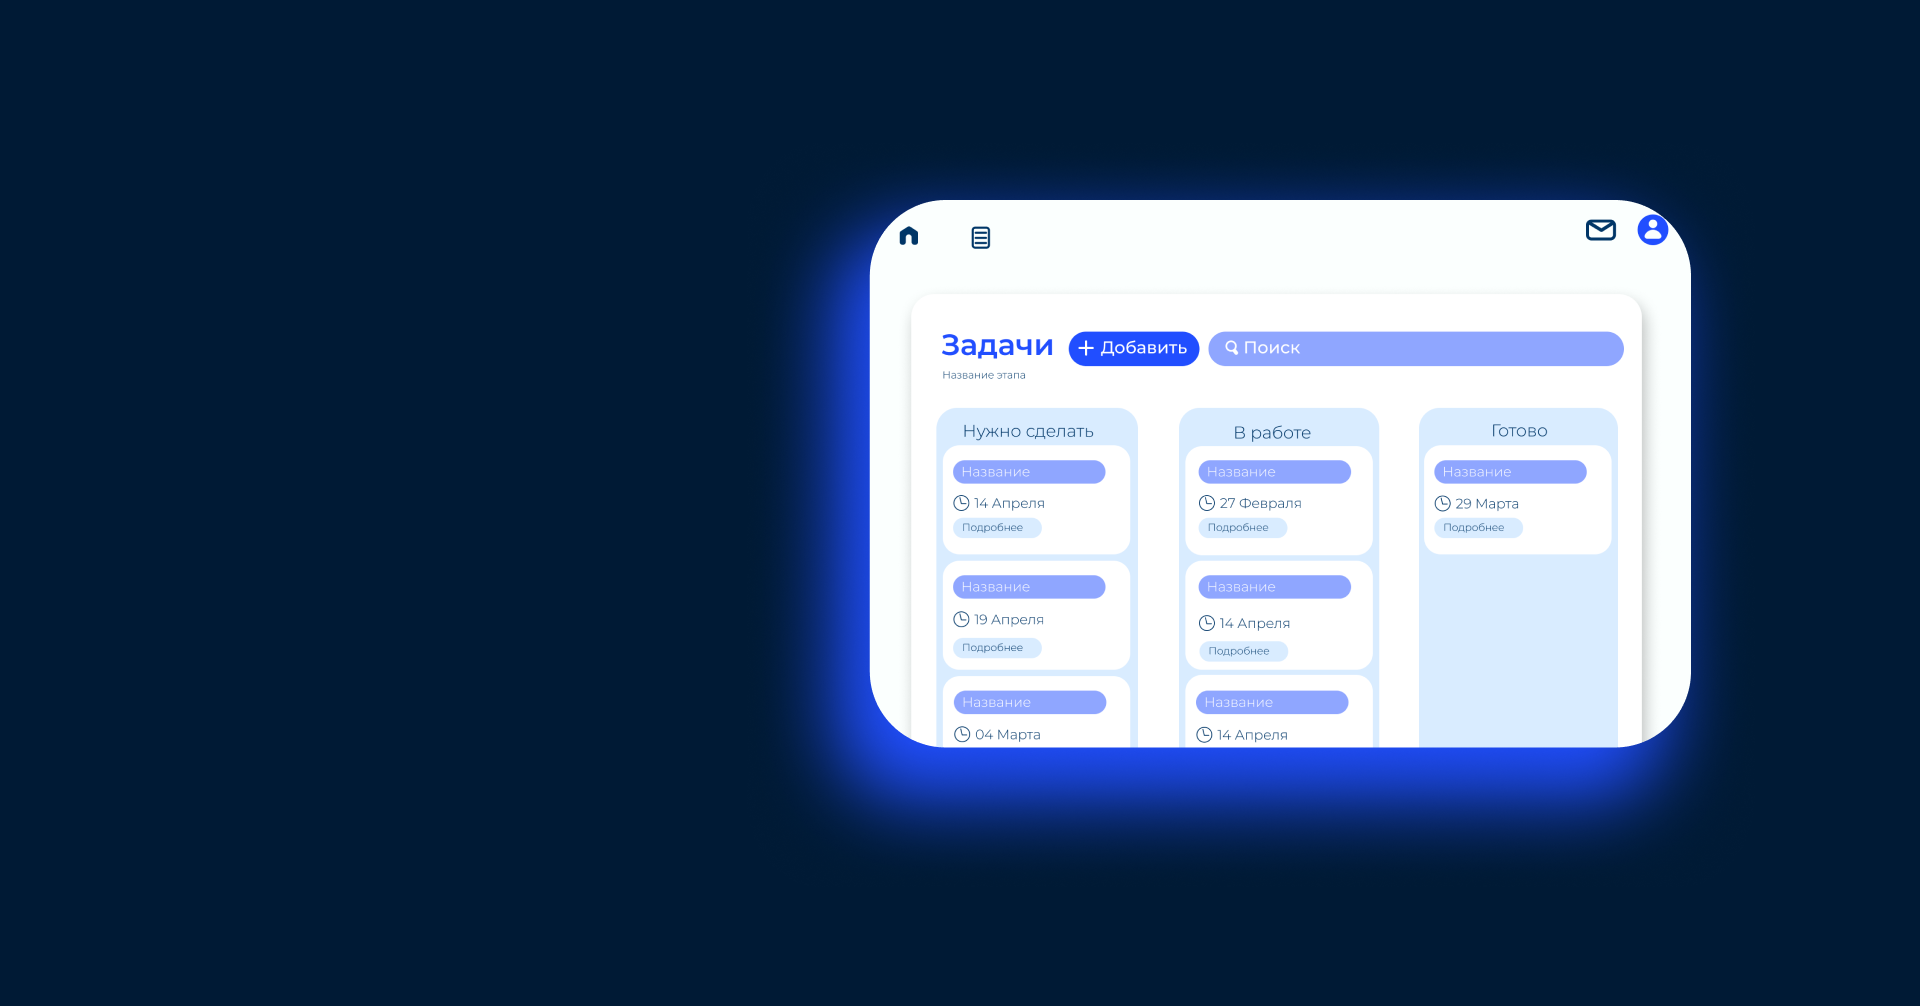 Задачи
Добавить
Поиск
Название этапа
Нужно сделать
Название
14 Апреля
Подробнее
Название
19 Апреля
Подробнее
Название
04 Марта
В работе
Название
27 Февраля
Подробнее
Название
14 Апреля
Подробнее
Название
14 Апреля
Готово
Название
29 Марта
Подробнее